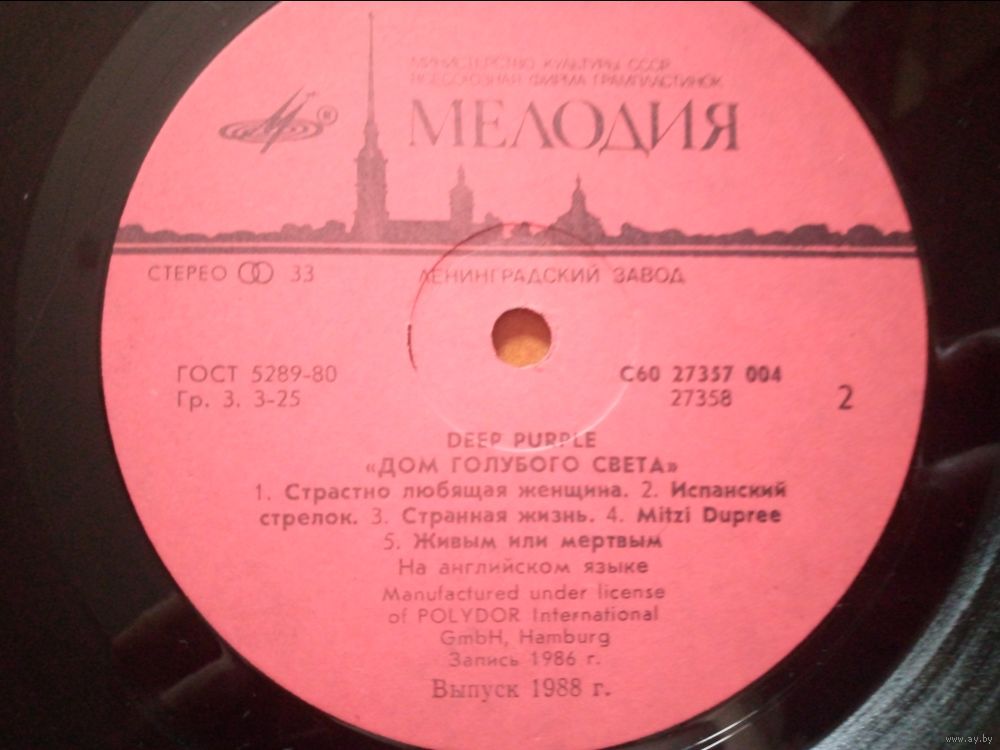 МИНИСТЕРСТВО КУЛЬТУРЫ СССР
ВСЕСОЮЗНАЯ ФИРМА ГРАМПЛАСТИНОК
МЕЛОДИЯ
®
СТЕРЕО 33
ЛЕНИНГРАДСКИЙ ЗАВОД
ГОСТ 5289-80
Гр. 3. 3-25
С60 27357 004
27358
2
DEEP PURPLE
«ДОМ ГОЛУБОГО СВЕТА»
1. Страстно любящая женщина. 2. Испанский
стрелок. 3. Странная жизнь. 4. Mitzi Dupree
5. Живым или мертвым
На английском языке
Manufactured under license
of POLYDOR International
GmbH, Hamburg
Запись 1986 г.
Выпуск 1988 г.
www.ay.by